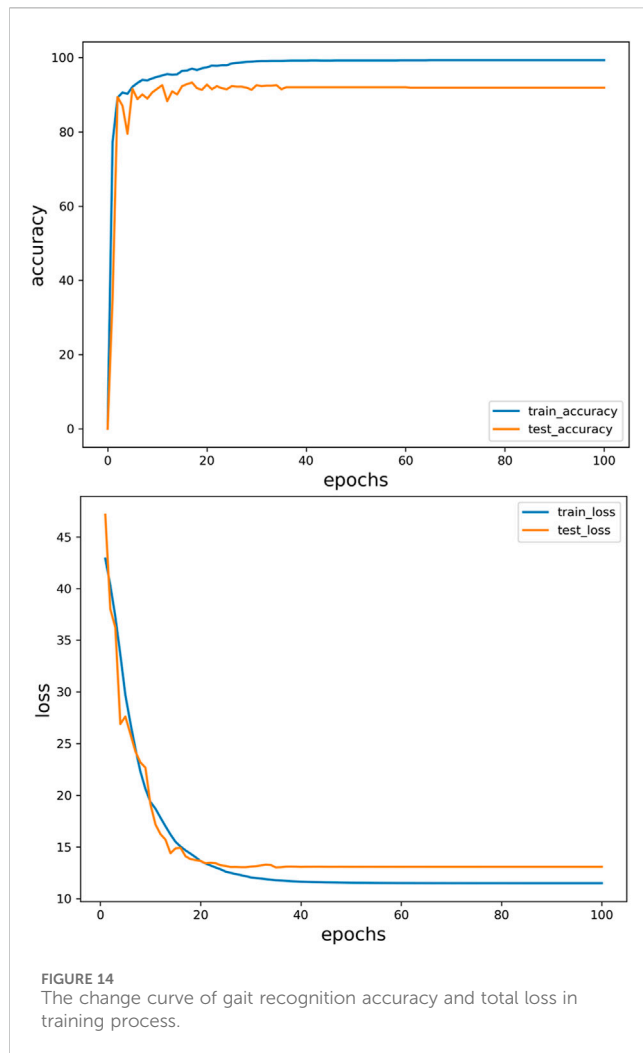 100
80
60
40
20
0
accuracy
train_accuracy
test_accuracy
0 20 40 60 80 100
epochs
45
40
35
30
25
20
15
10
loss
train_loss
test_loss
0 20 40 60 80 100
epochs
FIGURE 14
The change curve of gait recognition accuracy and total loss in
training process.